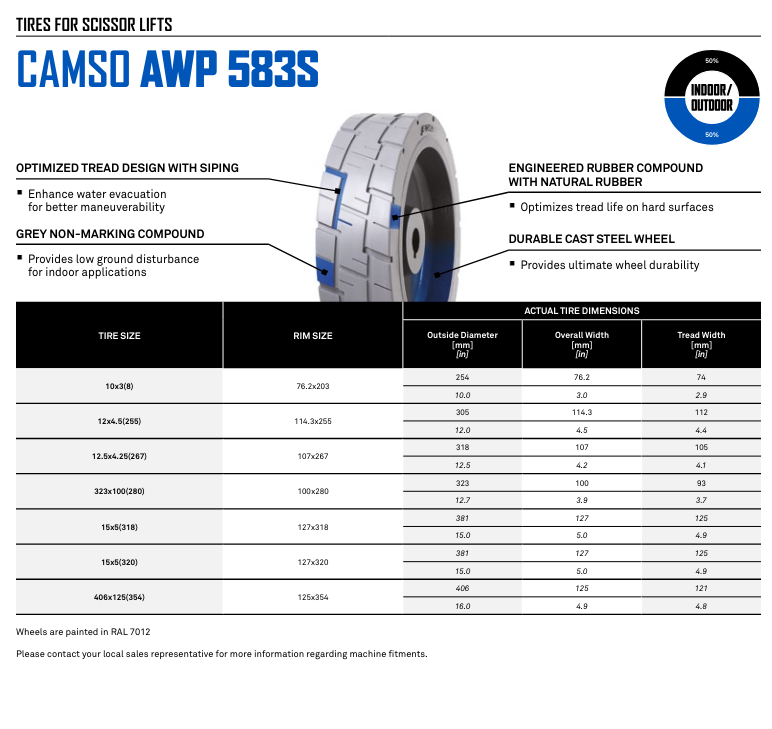 TIRES FOR SCISSOR LIFTS
CAMSO AWP 583S
50%
INDOOR/
OUTDOOR
50%
OPTIMIZED TREAD DESIGN WITH SIPING
▪ Enhance water evacuation
for better maneuverability
GREY NON-MARKING COMPOUND
▪ Provides low ground disturbance
for indoor applications
ENGINEERED RUBBER COMPOUND
WITH NATURAL RUBBER
▪ Optimizes tread life on hard surfaces
DURABLE CAST STEEL WHEEL
▪ Provides ultimate wheel durability
TIRE SIZE RIM SIZE ACTUAL TIRE DIMENSIONS
Outside Diameter Overall Width Tread Width
[mm] [mm] [mm]
[in] [in] [in]
10x3(8) 76.2x203 254 76.2 74
10.0 3.0 2.9
12x4.5(255) 114.3x255 305 114.3 112
12.0 4.5 4.4
12.5x4.25(267) 107x267 318 107 105
12.5 4.2 4.1
323x100(280) 100x280 323 100 93
12.7 3.9 3.7
15x5(318) 127x318 381 127 125
15.0 5.0 4.9
15x5(320) 127x320 381 127 125
15.0 5.0 4.9
406x125(354) 125x354 406 125 121
16.0 4.9 4.8
Wheels are painted in RAL 7012
Please contact your local sales representative for more information regarding machine fitments.